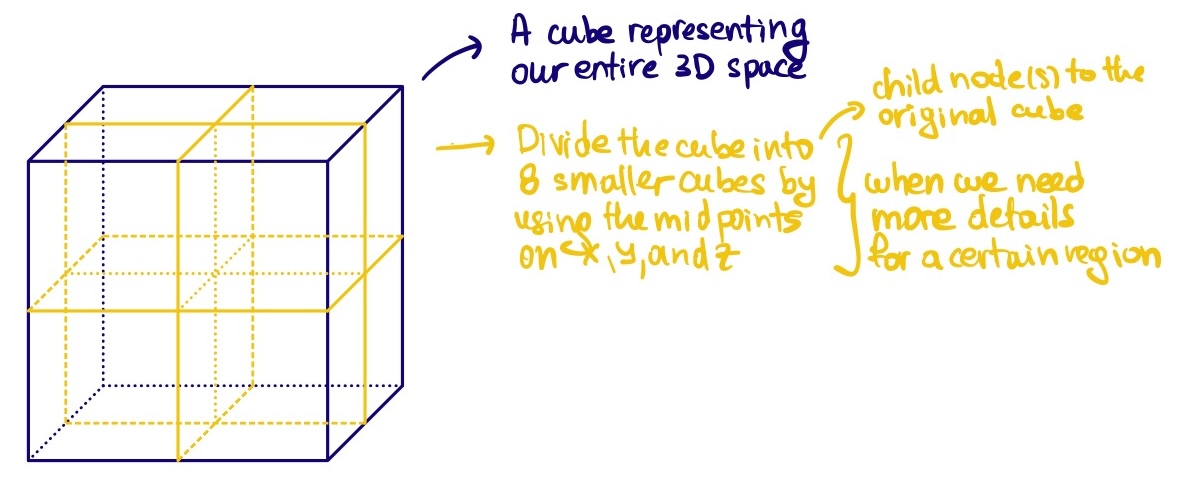 A cube representing
our entire 3D space
Divide the cube into
8 smaller cubes by
using the midpoints
on x, y, and z
child node(s) to the
original cube
when we need
more details
for a certain region